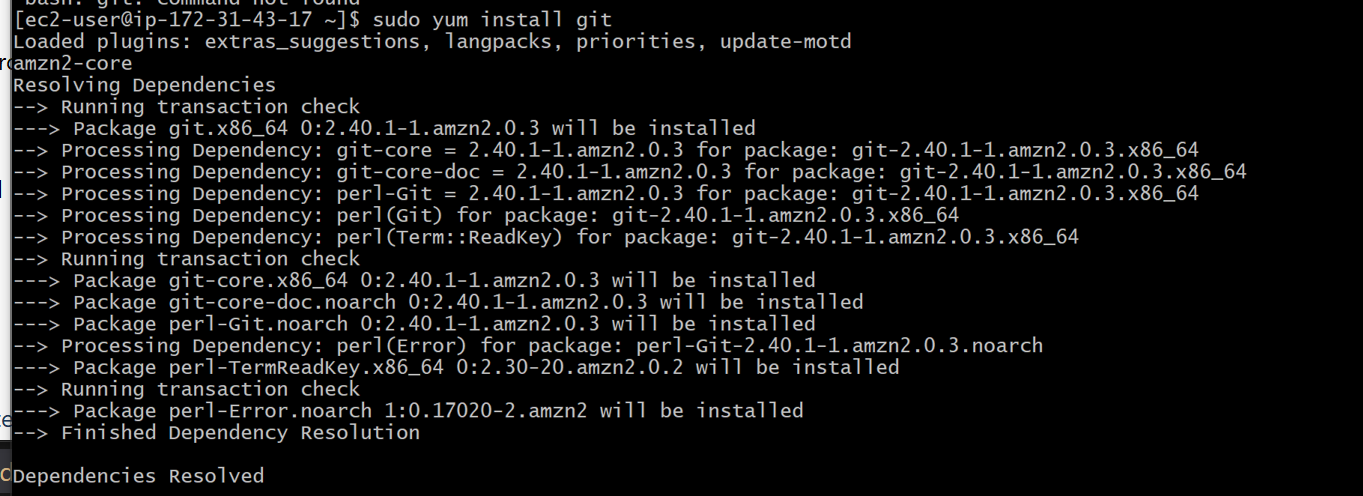 bash: git: command not found
[ec2-user@ip-172-31-43-17 ~]$ sudo yum install git
Loaded plugins: extras_suggestions, langpacks, priorities, update-motd
amzn2-core
Resolving Dependencies
--> Running transaction check
---> Package git.x86_64 0:2.40.1-1.amzn2.0.3 will be installed
--> Processing Dependency: git-core = 2.40.1-1.amzn2.0.3 for package: git-2.40.1-1.amzn2.0.3.x86_64
--> Processing Dependency: git-core-doc = 2.40.1-1.amzn2.0.3 for package: git-2.40.1-1.amzn2.0.3.x86_64
--> Processing Dependency: perl-Git = 2.40.1-1.amzn2.0.3 for package: git-2.40.1-1.amzn2.0.3.x86_64
--> Processing Dependency: perl(Git) for package: git-2.40.1-1.amzn2.0.3.x86_64
--> Processing Dependency: perl(Term::ReadKey) for package: git-2.40.1-1.amzn2.0.3.x86_64
--> Running transaction check
---> Package git-core.x86_64 0:2.40.1-1.amzn2.0.3 will be installed
---> Package git-core-doc.noarch 0:2.40.1-1.amzn2.0.3 will be installed
---> Package perl-Git.noarch 0:2.40.1-1.amzn2.0.3 will be installed
--> Processing Dependency: perl(Error) for package: perl-Git-2.40.1-1.amzn2.0.3.noarch
---> Package perl-TermReadKey.x86_64 0:2.30-20.amzn2.0.2 will be installed
--> Running transaction check
---> Package perl-Error.noarch 1:0.17020-2.amzn2 will be installed
--> Finished Dependency Resolution
Dependencies Resolved